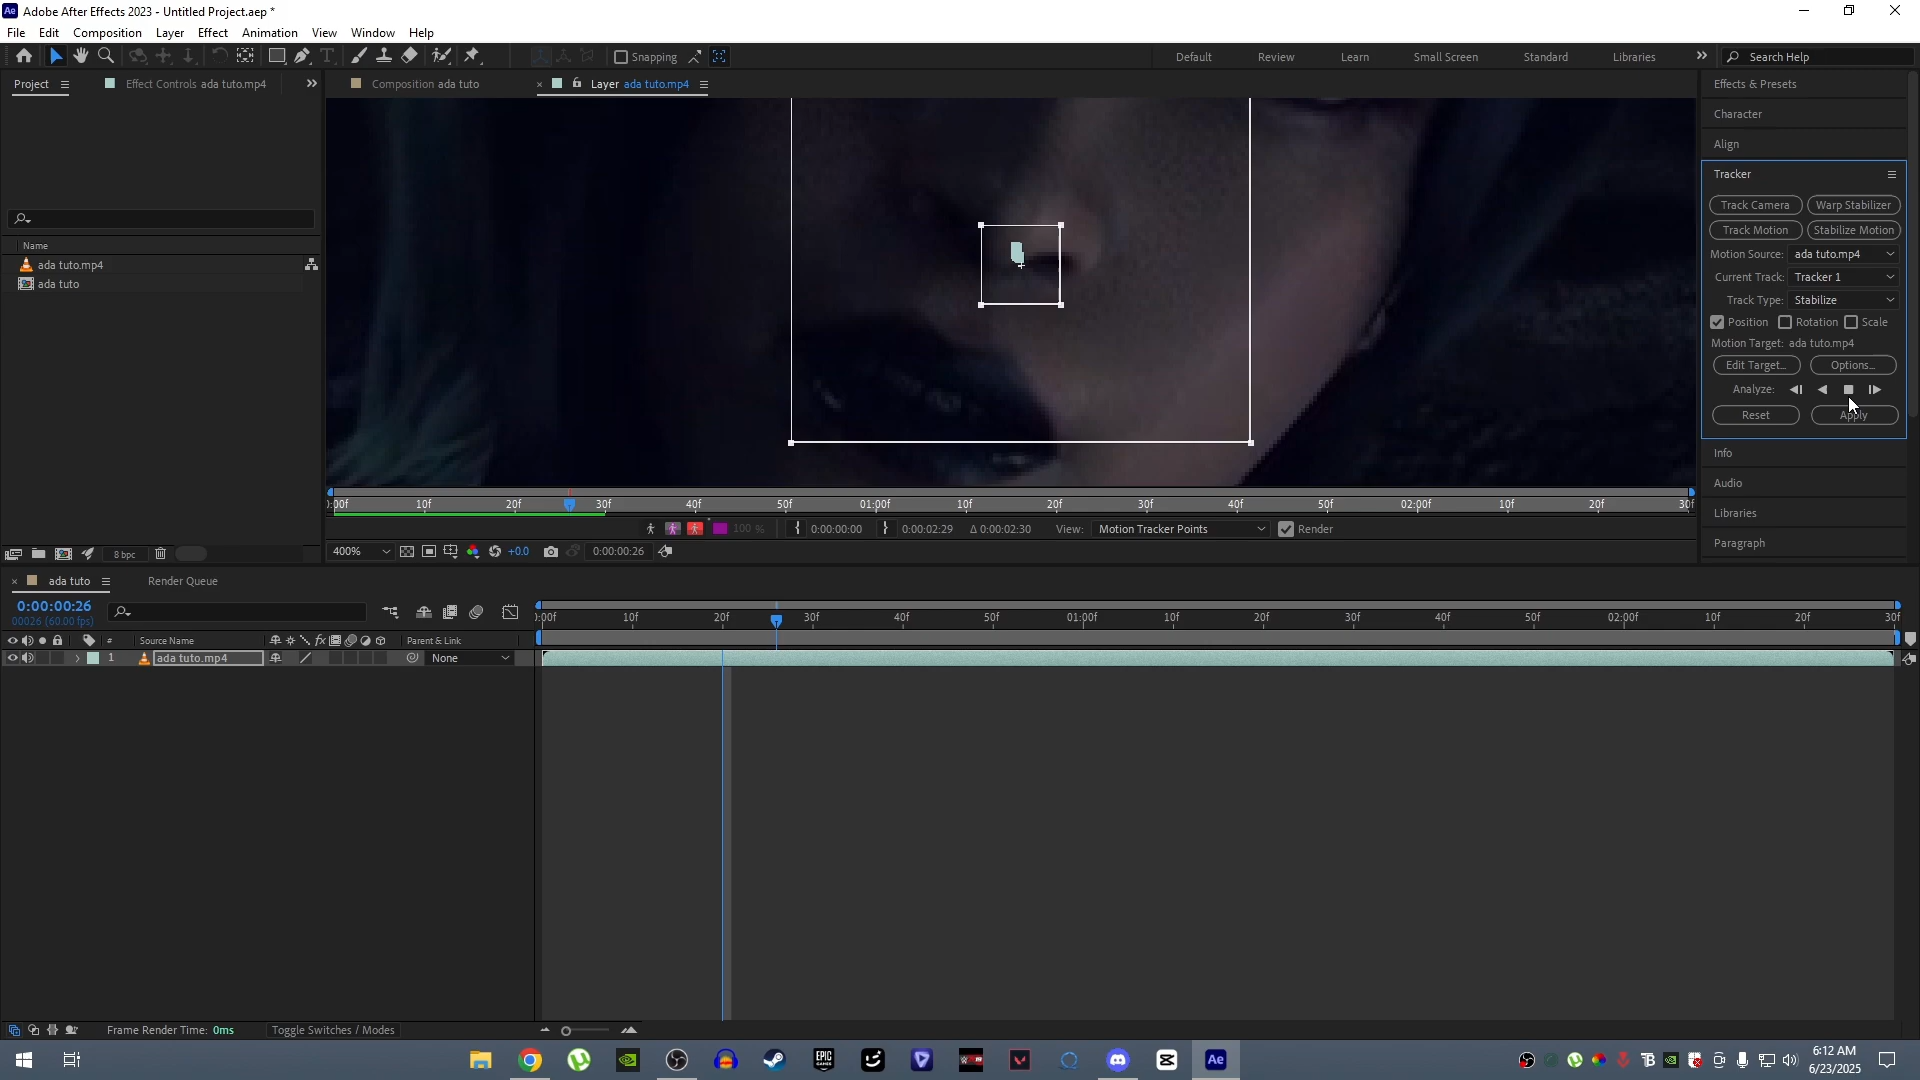 Adobe After Effects 2023 - Untitled Project.aep *
File Edit Composition Layer Effect Animation View Window Help
Snapping
Default Review Learn Small Screen Standard Libraries
Search Help
Project
Effect Controls ada tuto.mp4
Composition ada tuto
Layer ada tuto.mp4
Name
ada tuto.mp4
ada tuto
8 bpc
Effects & Presets
Character
Align
Tracker
Track Camera Warp Stabilizer
Track Motion Stabilize Motion
Motion Source: ada tuto.mp4
Current Track: Tracker 1
Track Type: Stabilize
Position Rotation Scale
Motion Target: ada tuto.mp4
Edit Target... Options...
Analyze:
Reset Apply
Info
Audio
Libraries
Paragraph
):00f 10f 20f 30f 40f 50f 01:00f 10f 20f 30f 40f 50f 02:00f 10f 20f 30f
100 % 0:00:00:00 0:00:02:29 Δ 0:00:02:30 View: Motion Tracker Points Render
400% +0.0 0:00:00:26
ada tuto Render Queue
0:00:00:26
00026 (60.00 fps)
):00f 10f 20f 30f 40f 50f 01:00f 10f 20f 30f 40f 50f 02:00f 10f 20f 30f
# Source Name fx Parent & Link
1 ada tuto.mp4 None
Frame Render Time: 0ms Toggle Switches / Modes
6:12 AM
6/23/2025